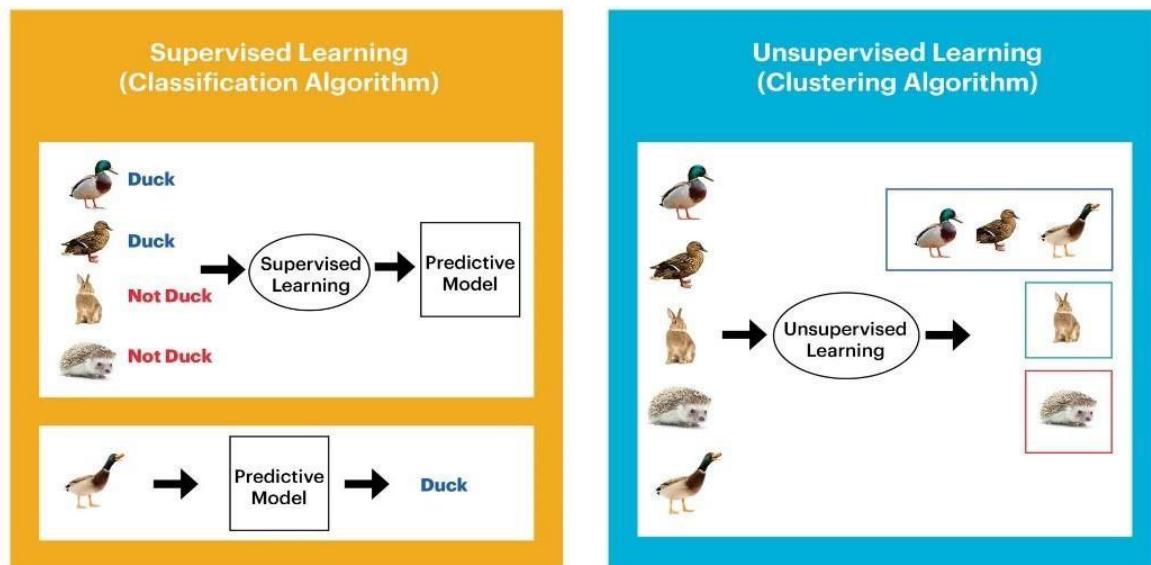 Supervised Learning
(Classification Algorithm)
Duck
Duck
Not Duck
Not Duck
Supervised
Learning
Predictive
Model
Predictive
Model
Duck
Unsupervised Learning
(Clustering Algorithm)
Unsupervised
Learning